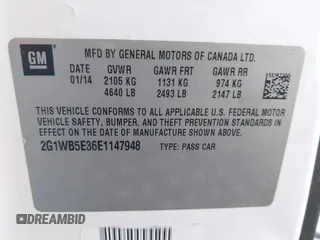 GM
MFD BY GENERAL MOTORS OF CANADA LTD.
DATE GVWR GAWR FRT GAWR RR
01/14 2105 KG 1131 KG 974 KG
4640 LB 2493 LB 2147 LB
THIS VEHICLE CONFORMS TO ALL APPLICABLE U.S. FEDERAL MOTOR
VEHICLE SAFETY, BUMPER, AND THEFT PREVENTION STANDARDS IN
EFFECT ON THE DATE OF MANUFACTURE SHOWN ABOVE.
2G1WB5E36E1147948 TYPE: PASS CAR
DREAMBID